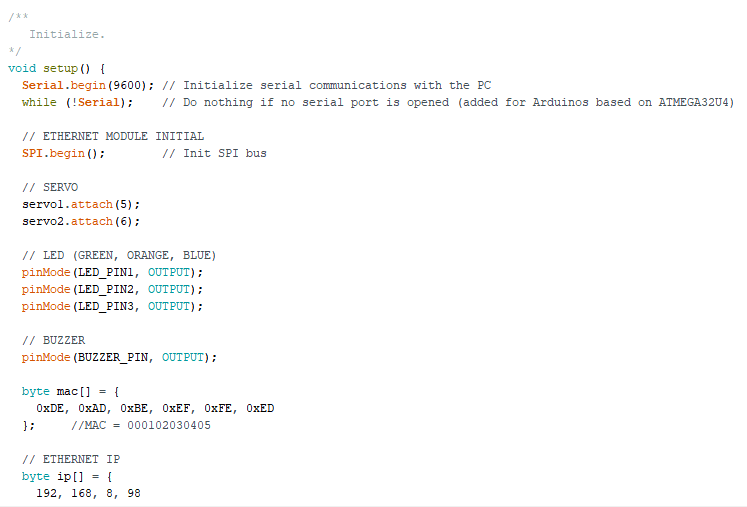 /**
   Initialize.
*/
void setup() {
  Serial.begin(9600); // Initialize serial communications with the PC
  while (!Serial);    // Do nothing if no serial port is opened (added for Arduinos based on ATMEGA32U4)
  // ETHERNET MODULE INITIAL
  SPI.begin();        // Init SPI bus
  // SERVO
  servo1.attach(5);
  servo2.attach(6);
  // LED (GREEN, ORANGE, BLUE)
  pinMode(LED_PIN1, OUTPUT);
  pinMode(LED_PIN2, OUTPUT);
  pinMode(LED_PIN3, OUTPUT);
  // BUZZER
  pinMode(BUZZER_PIN, OUTPUT);
  byte mac[] = {
    0xDE, 0xAD, 0xBE, 0xEF, 0xFE, 0xED
  };     //MAC = 000102030405
  // ETHERNET IP
  byte ip[] = {
    192, 168, 8, 98